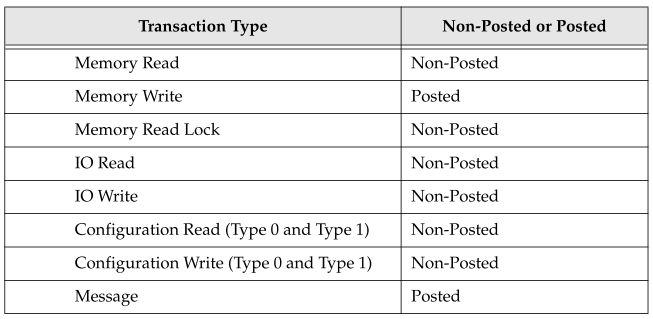 Transaction Type Non-Posted or Posted
Memory Read Non-Posted
Memory Write Posted
Memory Read Lock Non-Posted
IO Read Non-Posted
IO Write Non-Posted
Configuration Read (Type 0 and Type 1) Non-Posted
Configuration Write (Type 0 and Type 1) Non-Posted
Message Posted